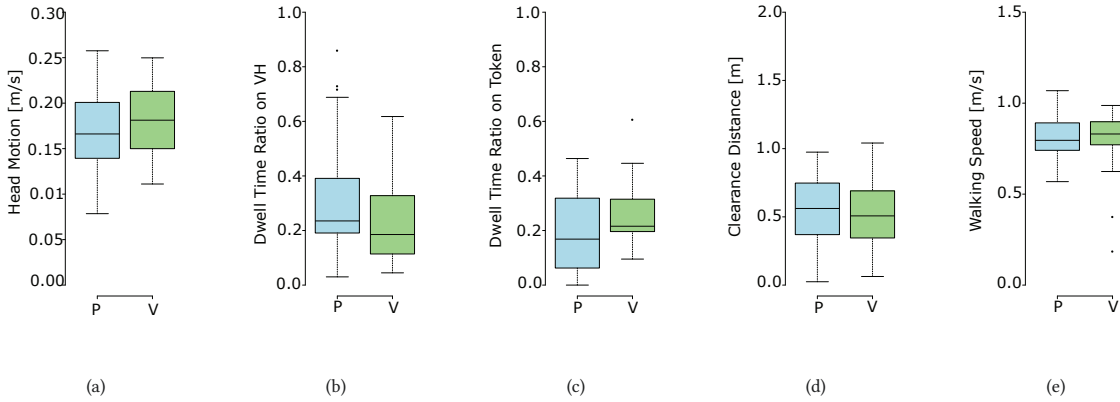 Head Motion [m/s]
0.30
0.25
0.20
0.15
0.01
0.05
0.00
P V
(a)
Dwell Time Ratio on VH
1.0
0.8
0.6
0.4
0.2
0.0
P V
(b)
Dwell Time Ratio on Token
1.0
0.8
0.6
0.4
0.2
0.0
P V
(c)
Clearance Distance [m]
2.0
1.5
1.0
0.5
0.0
P V
(d)
Walking Speed [m/s]
1.5
1.0
0.5
0.0
P V
(e)